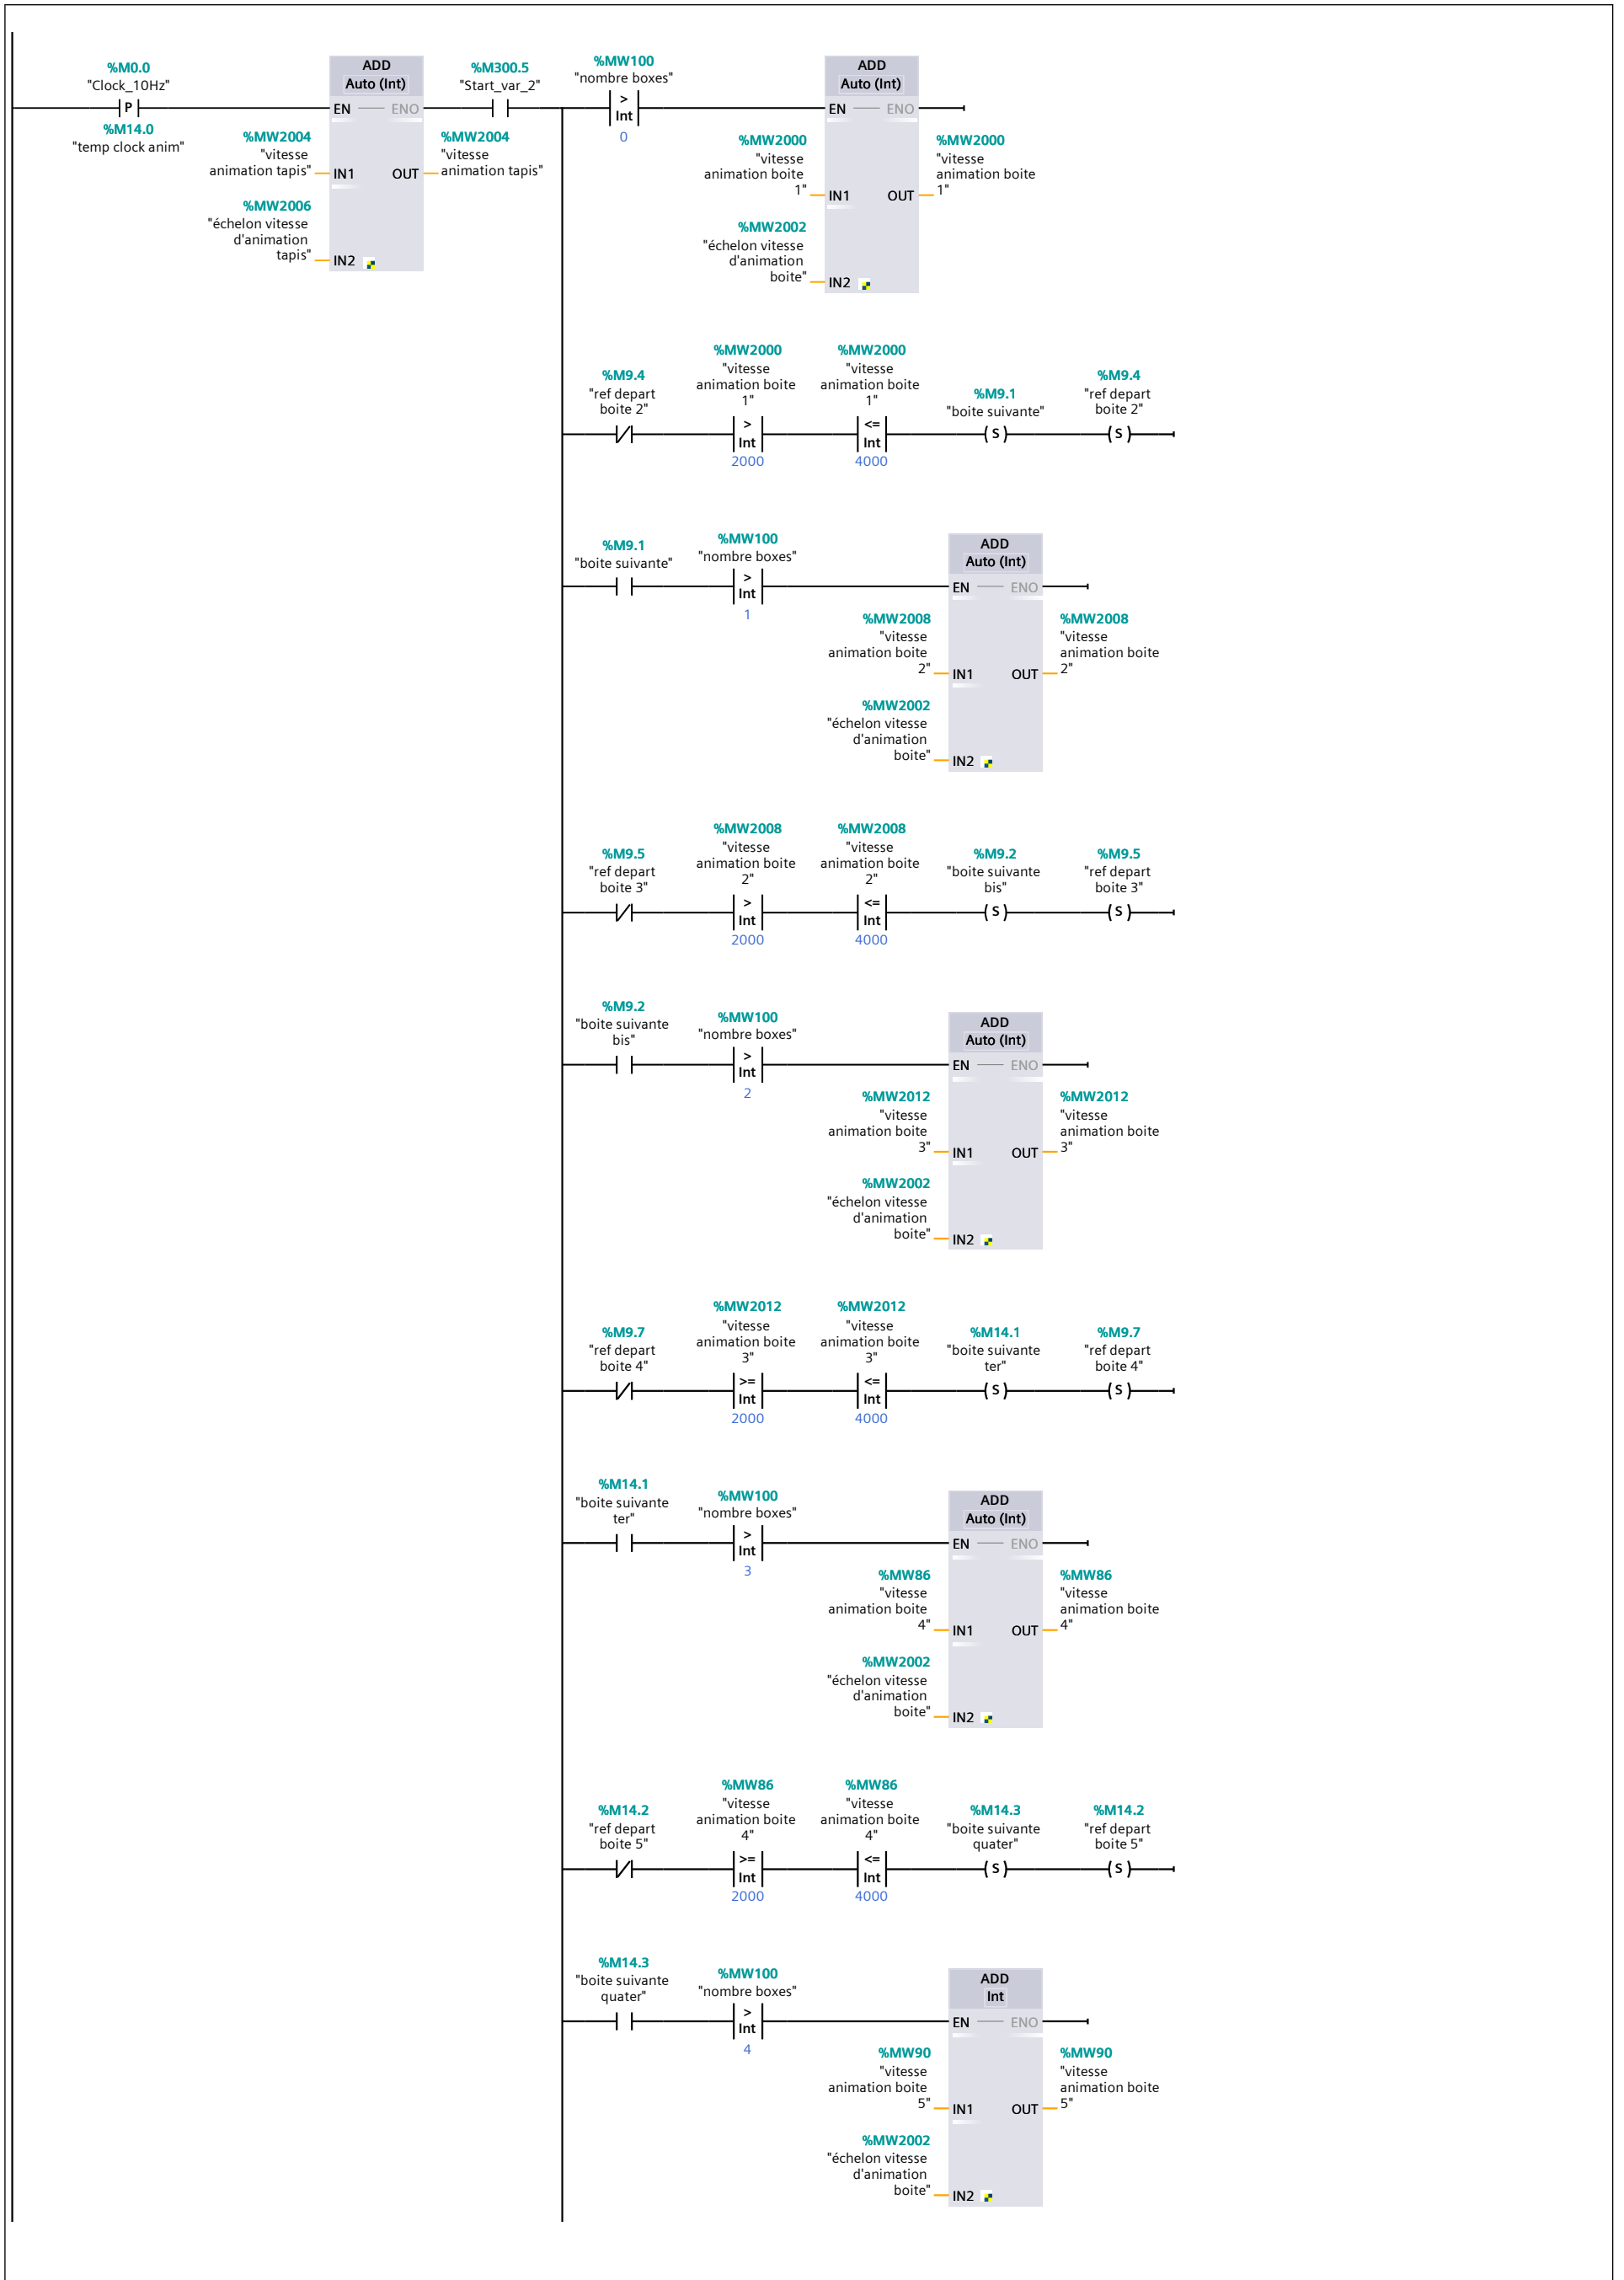 %M0.0
"Clock_10Hz"
P
%M14.0
"temp clock anim"
ADD
Auto (Int)
EN ENO
%MW2004
"vitesse
animation tapis"
IN1
%MW2006
"échelon vitesse
d'animation
tapis"
IN2
OUT
%MW2004
"vitesse
animation tapis"
%M300.5
"Start_var_2"
%MW100
"nombre boxes"
>
Int
0
ADD
Auto (Int)
EN ENO
%MW2000
"vitesse
animation boite
1"
IN1
%MW2002
"échelon vitesse
d'animation
boite"
IN2
OUT
%MW2000
"vitesse
animation boite
1"
%M9.4
"ref depart
boite 2"
%MW2000
"vitesse
animation boite
1"
>
Int
2000
%MW2000
"vitesse
animation boite
1"
<=
Int
4000
%M9.1
"boite suivante"
S
%M9.4
"ref depart
boite 2"
S
%M9.1
"boite suivante"
%MW100
"nombre boxes"
>
Int
1
ADD
Auto (Int)
EN ENO
%MW2008
"vitesse
animation boite
2"
IN1
%MW2002
"échelon vitesse
d'animation
boite"
IN2
OUT
%MW2008
"vitesse
animation boite
2"
%M9.5
"ref depart
boite 3"
%MW2008
"vitesse
animation boite
2"
>
Int
2000
%MW2008
"vitesse
animation boite
2"
<=
Int
4000
%M9.2
"boite suivante
bis"
S
%M9.5
"ref depart
boite 3"
S
%M9.2
"boite suivante
bis"
%MW100
"nombre boxes"
>
Int
2
ADD
Auto (Int)
EN ENO
%MW2012
"vitesse
animation boite
3"
IN1
%MW2002
"échelon vitesse
d'animation
boite"
IN2
OUT
%MW2012
"vitesse
animation boite
3"
%M9.7
"ref depart
boite 4"
%MW2012
"vitesse
animation boite
3"
>=
Int
2000
%MW2012
"vitesse
animation boite
3"
<=
Int
4000
%M14.1
"boite suivante
ter"
S
%M9.7
"ref depart
boite 4"
S
%M14.1
"boite suivante
ter"
%MW100
"nombre boxes"
>
Int
3
ADD
Auto (Int)
EN ENO
%MW86
"vitesse
animation boite
4"
IN1
%MW2002
"échelon vitesse
d'animation
boite"
IN2
OUT
%MW86
"vitesse
animation boite
4"
%M14.2
"ref depart
boite 5"
%MW86
"vitesse
animation boite
4"
>=
Int
2000
%MW86
"vitesse
animation boite
4"
<=
Int
4000
%M14.3
"boite suivante
quater"
S
%M14.2
"ref depart
boite 5"
S
%M14.3
"boite suivante
quater"
%MW100
"nombre boxes"
>
Int
4
ADD
Int
EN ENO
%MW90
"vitesse
animation boite
5"
IN1
%MW2002
"échelon vitesse
d'animation
boite"
IN2
OUT
%MW90
"vitesse
animation boite
5"